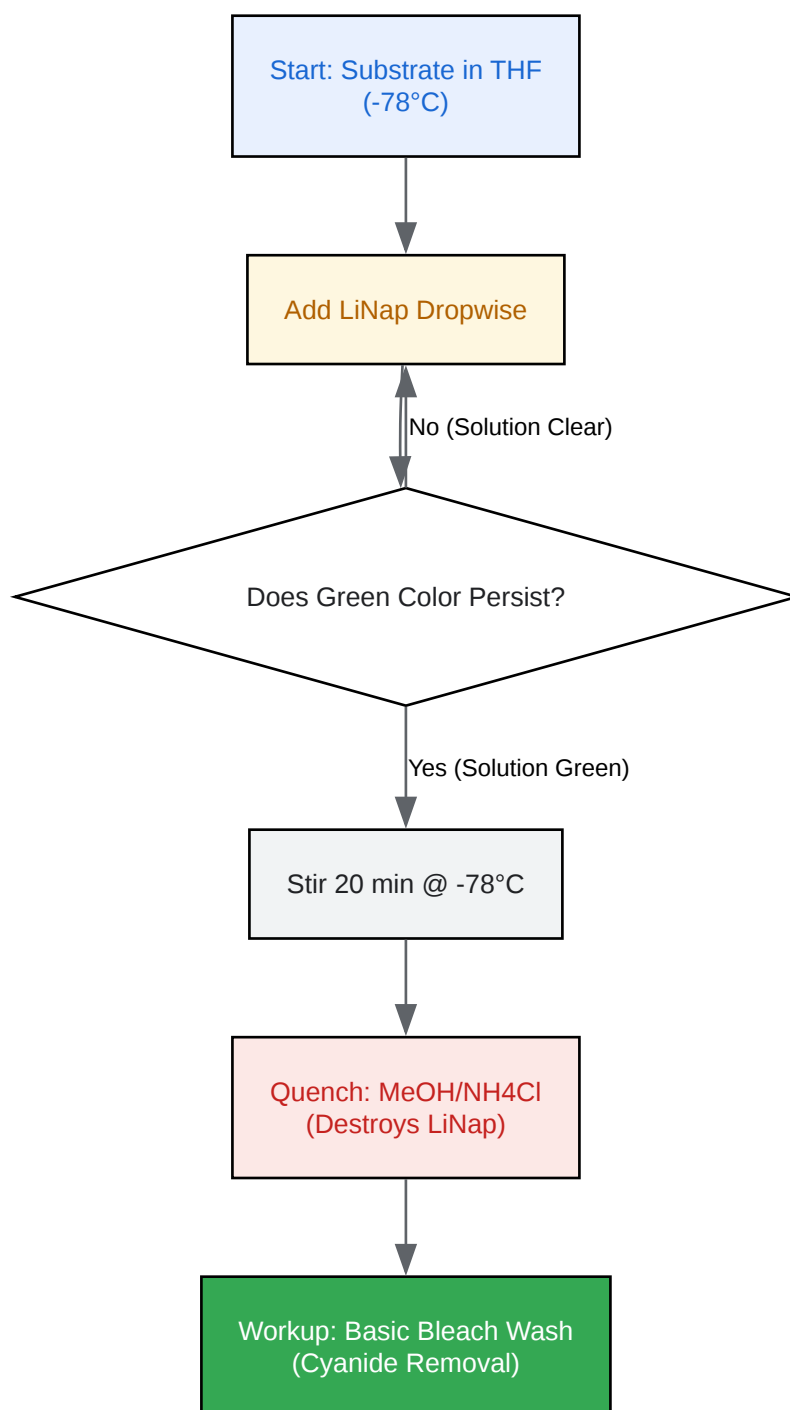 Start: Substrate in THF
(-78°C)
Add LiNap Dropwise
No (Solution Clear)
Does Green Color Persist?
Yes (Solution Green)
Stir 20 min @ -78°C
Quench: MeOH/NH4Cl
(Destroys LiNap)
Workup: Basic Bleach Wash
(Cyanide Removal)